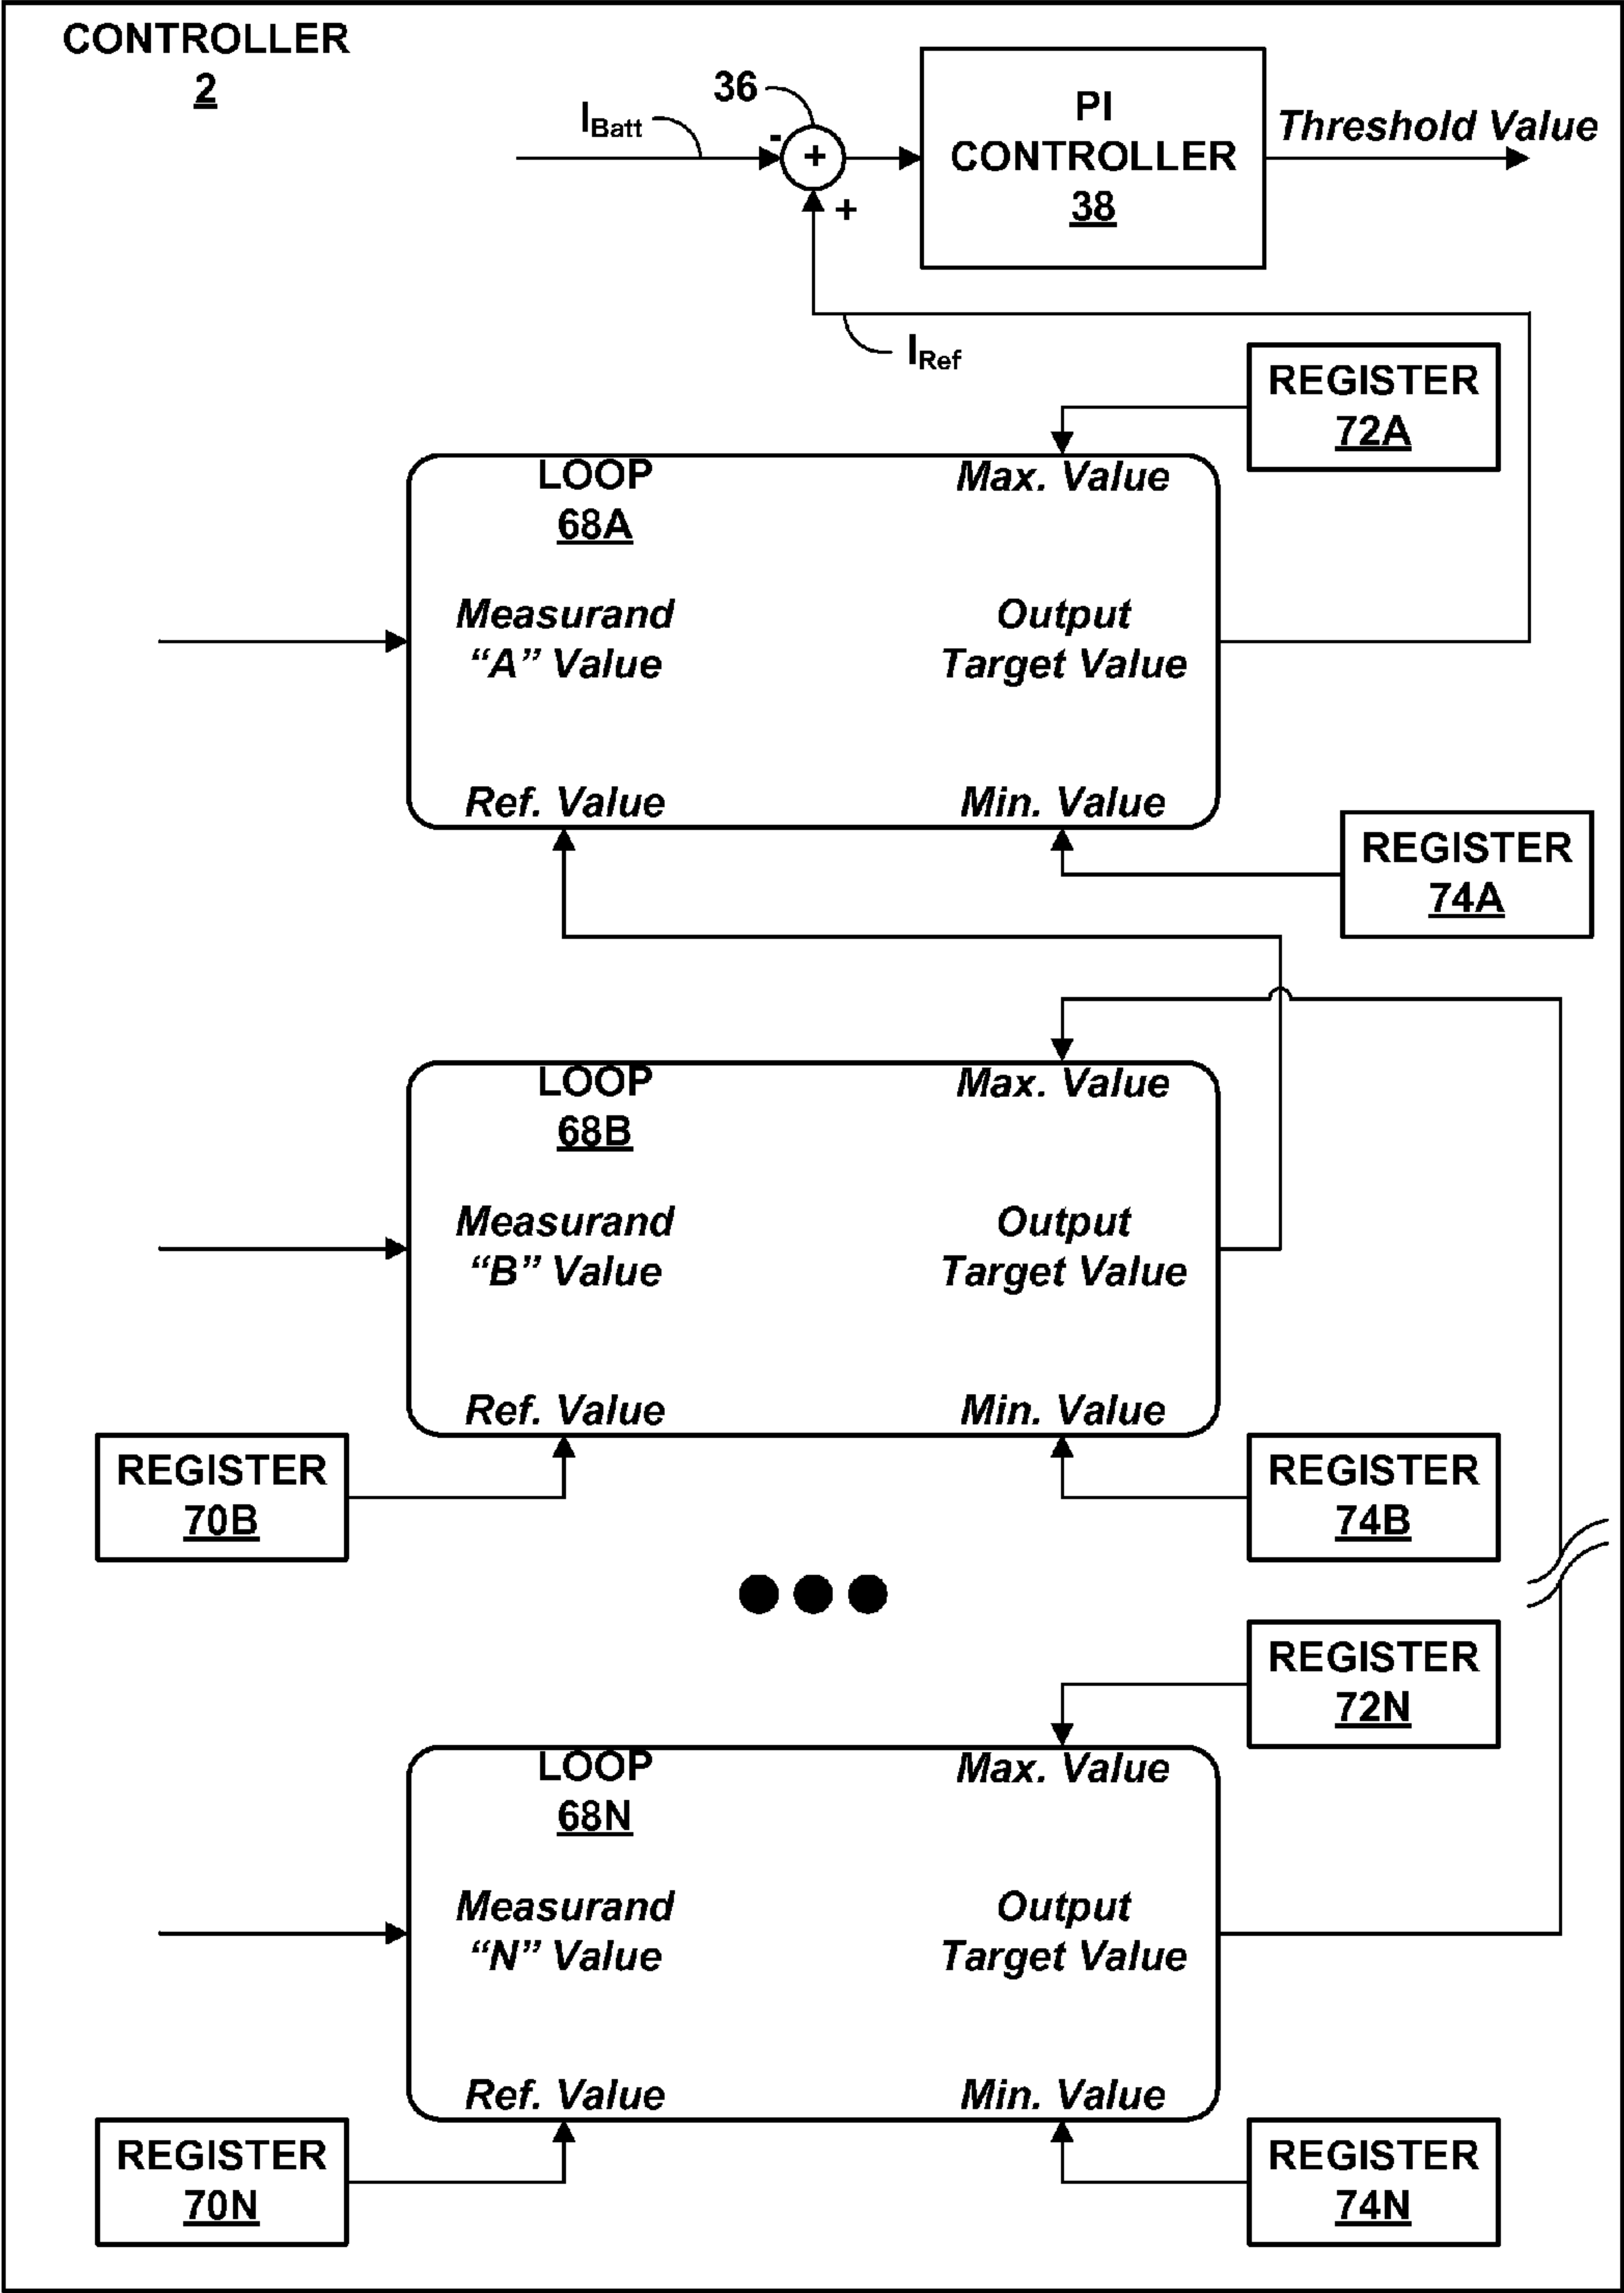 CONTROLLER
2
36
I_Batt
-
+
+
PI
CONTROLLER
38
Threshold Value
I_Ref
REGISTER
72A
LOOP
68A
Max. Value
Measurand
“A” Value
Output
Target Value
Ref. Value
Min. Value
REGISTER
74A
LOOP
68B
Max. Value
Measurand
“B” Value
Output
Target Value
Ref. Value
Min. Value
REGISTER
70B
REGISTER
74B
REGISTER
72N
LOOP
68N
Max. Value
Measurand
“N” Value
Output
Target Value
Ref. Value
Min. Value
REGISTER
70N
REGISTER
74N